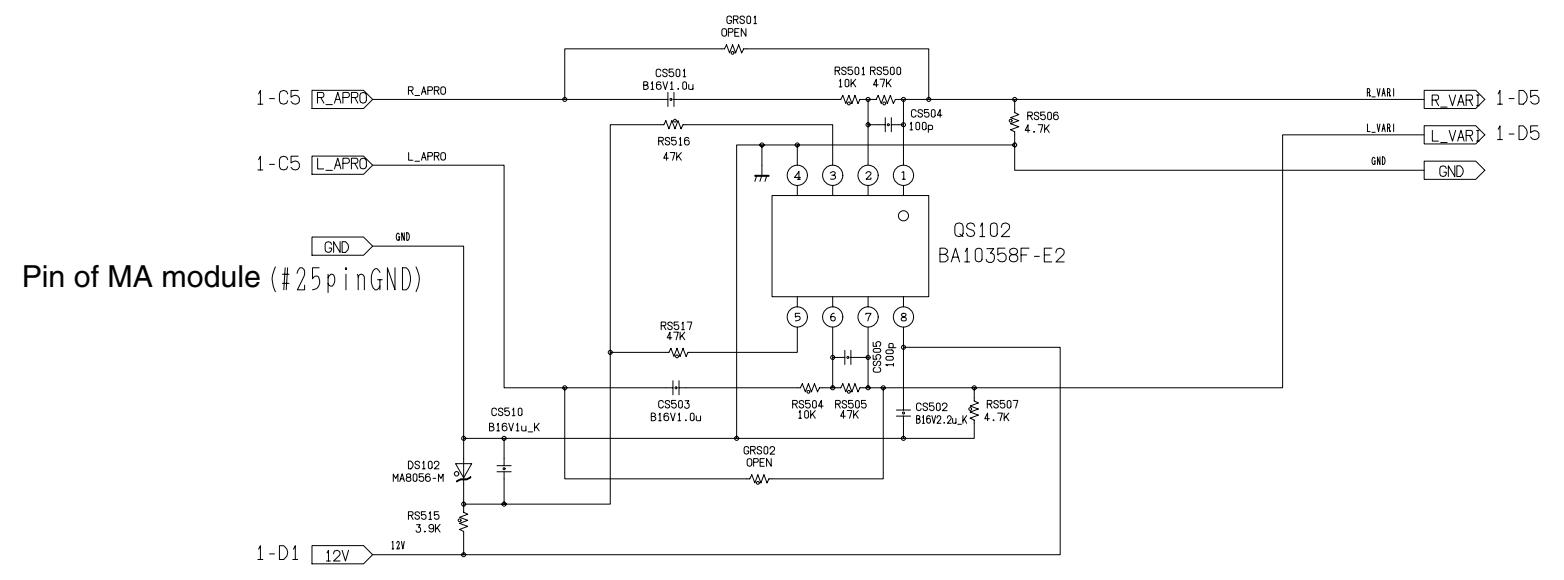 GRS01
OPEN
CS501
B16V1.0u
RS501 RS500
10K 47K
1-C5 R_APRO R_APRO
R_VARI R_VARI 1-D5
CS504
100p
RS506
4.7K
RS516
47K
L_VARI L_VARI 1-D5
1-C5 L_APRO L_APRO
GND GND
4 3 2 1
QS102
BA10358F-E2
GND GND
Pin of MA module (#25pinGND)
5 6 7 8
RS517
47K
CS505
100p
CS503
B16V1.0u
RS504 RS505
10K 47K
CS502
B16V2.2u_K
RS507
4.7K
CS510
B16V1u_K
GRS02
OPEN
DS102
MA8056-M
RS515
3.9K
1-D1 12V 12V